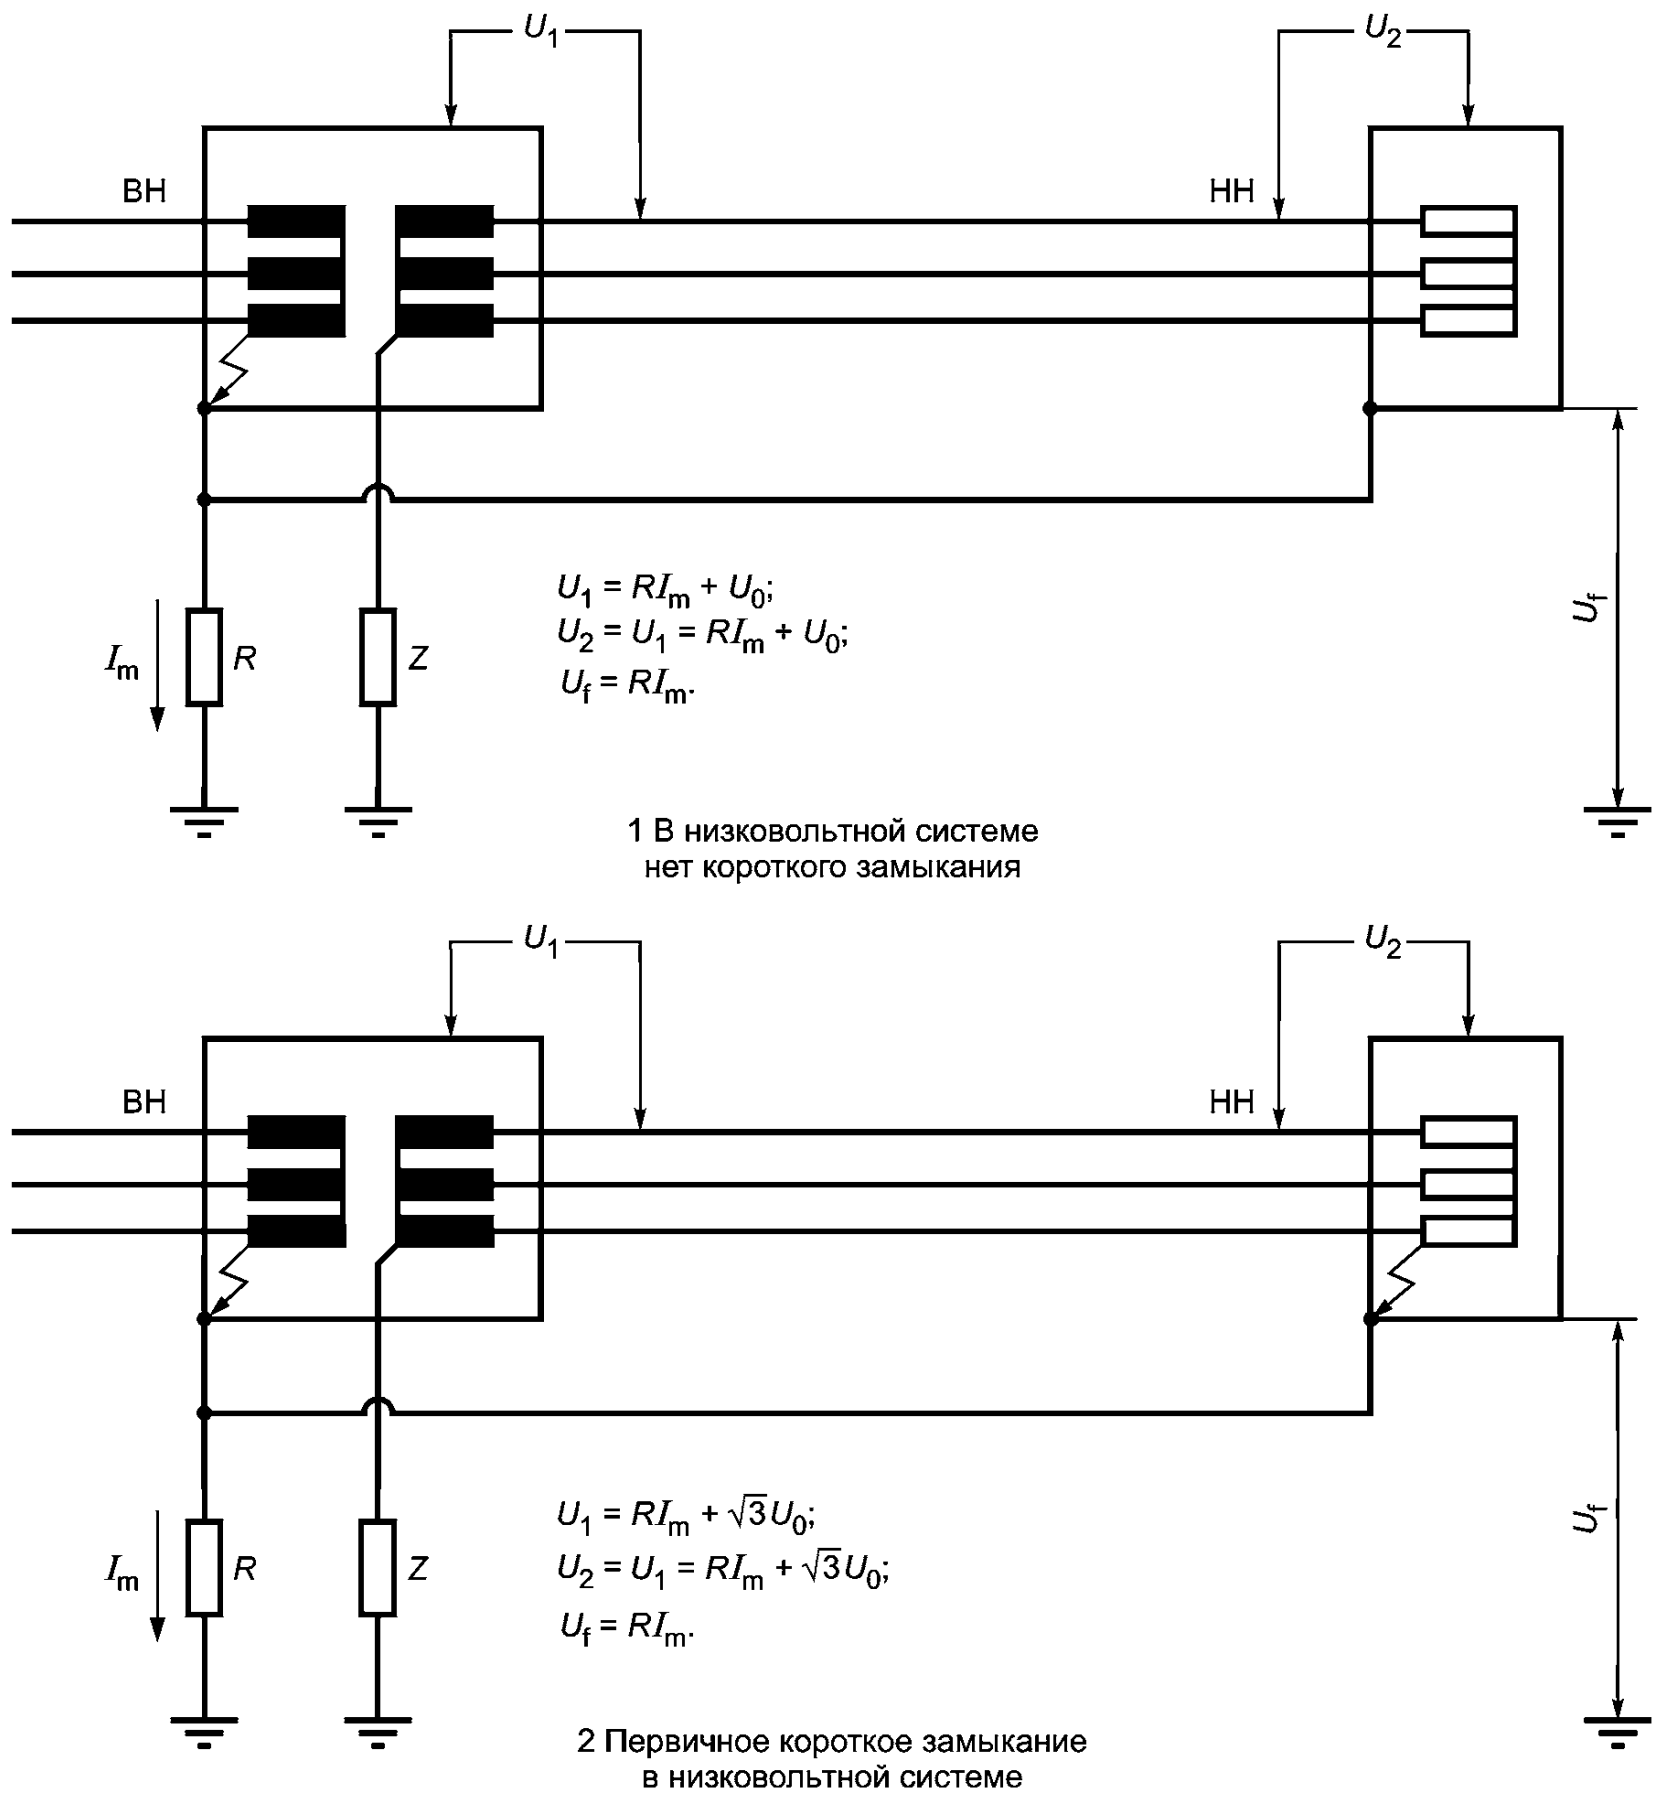 U1 U2
ВН НН
U1 = RIm + U0;
U2 = U1 = RIm + U0;
Uf = RIm.
Im R Z Uf
1 В низковольтной системе
нет короткого замыкания
U1 U2
ВН НН
U1 = RIm + √3U0;
U2 = U1 = RIm + √3U0;
Uf = RIm.
Im R Z Uf
2 Первичное короткое замыкание
в низковольтной системе